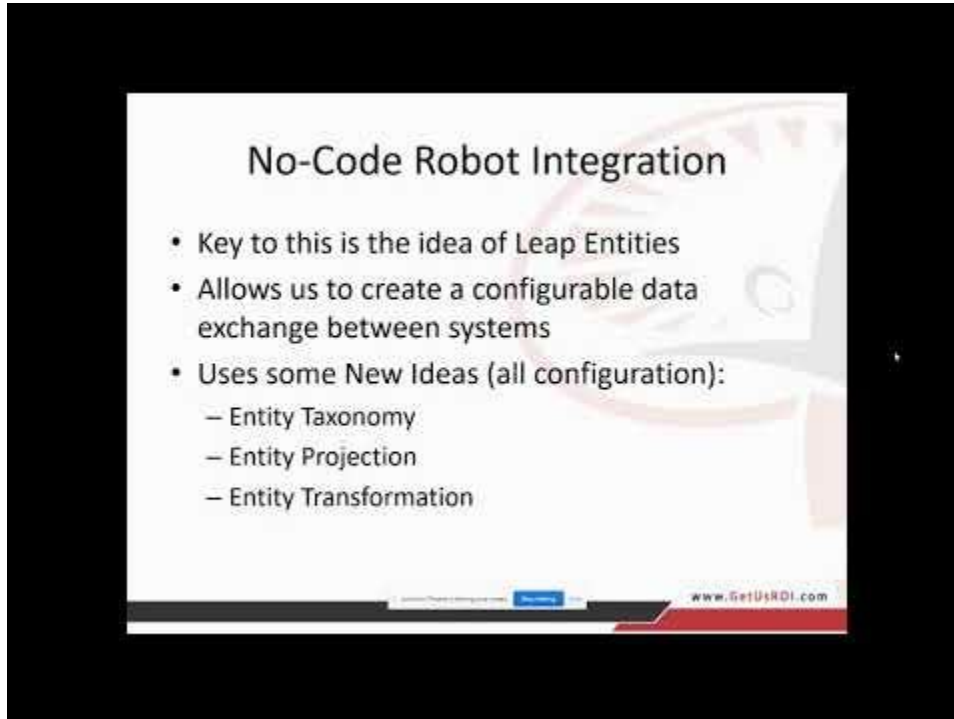 No-Code Robot Integration
• Key to this is the idea of Leap Entities
• Allows us to create a configurable data
exchange between systems
• Uses some New Ideas (all configuration):
– Entity Taxonomy
– Entity Projection
– Entity Transformation
www.GetUsROI.com